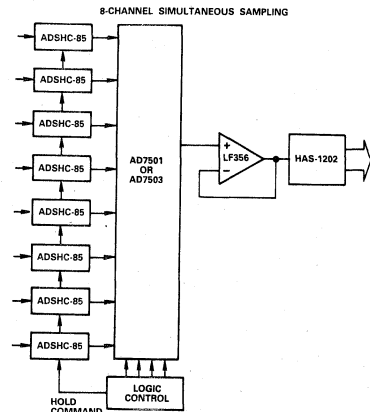 8-CHANNEL SIMULTANEOUS SAMPLING
ADSHC-85
ADSHC-85
ADSHC-85
ADSHC-85
ADSHC-85
ADSHC-85
ADSHC-85
ADSHC-85
AD7501
OR
AD7503
+
LF356
−
HAS-1202
LOGIC
CONTROL
HOLD
COMMAND